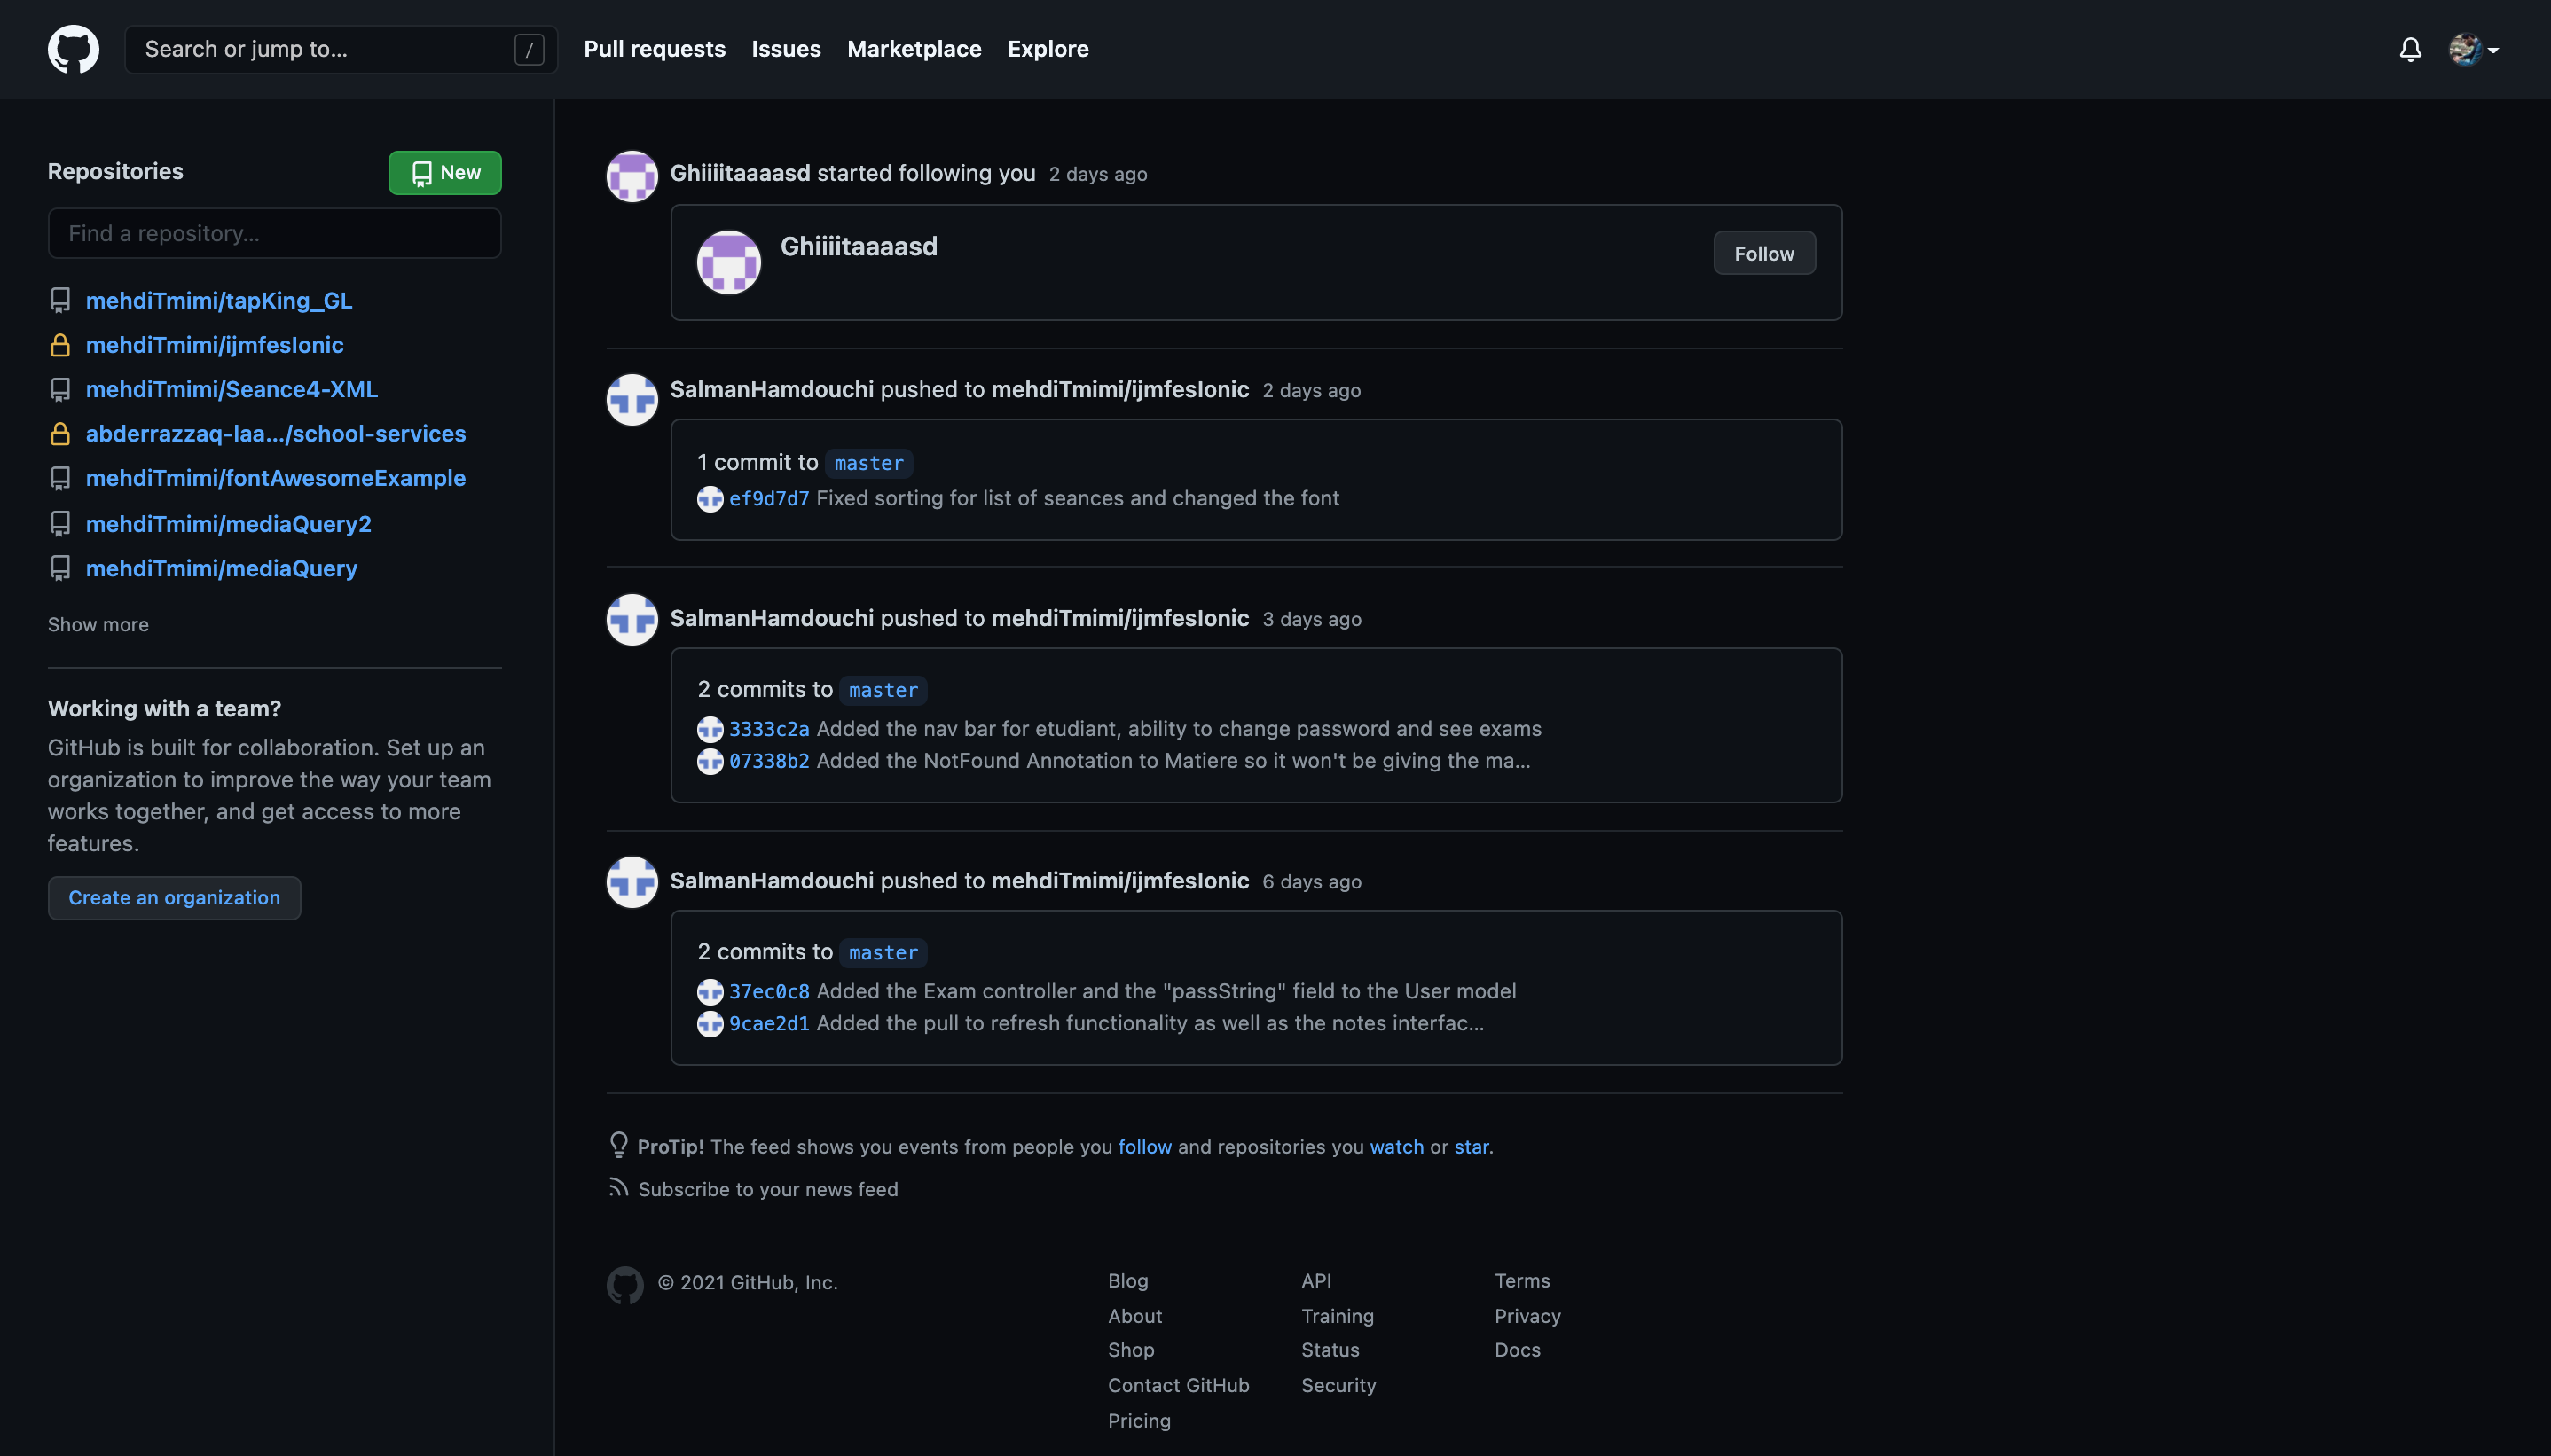 Search or jump to...
/
Pull requests
Issues
Marketplace
Explore
Repositories
New
Find a repository...
mehdiTmimi/tapKing_GL
mehdiTmimi/ijmfesIonic
mehdiTmimi/Seance4-XML
abderrazzaq-laa.../school-services
mehdiTmimi/fontAwesomeExample
mehdiTmimi/mediaQuery2
mehdiTmimi/mediaQuery
Show more
Working with a team?
GitHub is built for collaboration. Set up an
organization to improve the way your team
works together, and get access to more
features.
Create an organization
Ghiiiitaaaasd started following you 2 days ago
Ghiiiitaaaasd
Follow
SalmanHamdouchi pushed to mehdiTmimi/ijmfesIonic 2 days ago
1 commit to master
ef9d7d7 Fixed sorting for list of seances and changed the font
SalmanHamdouchi pushed to mehdiTmimi/ijmfesIonic 3 days ago
2 commits to master
3333c2a Added the nav bar for etudiant, ability to change password and see exams
07338b2 Added the NotFound Annotation to Matiere so it won't be giving the ma...
SalmanHamdouchi pushed to mehdiTmimi/ijmfesIonic 6 days ago
2 commits to master
37ec0c8 Added the Exam controller and the "passString" field to the User model
9cae2d1 Added the pull to refresh functionality as well as the notes interfac...
ProTip! The feed shows you events from people you follow and repositories you watch or star.
Subscribe to your news feed
© 2021 GitHub, Inc.
Blog
About
Shop
Contact GitHub
Pricing
API
Training
Status
Security
Terms
Privacy
Docs